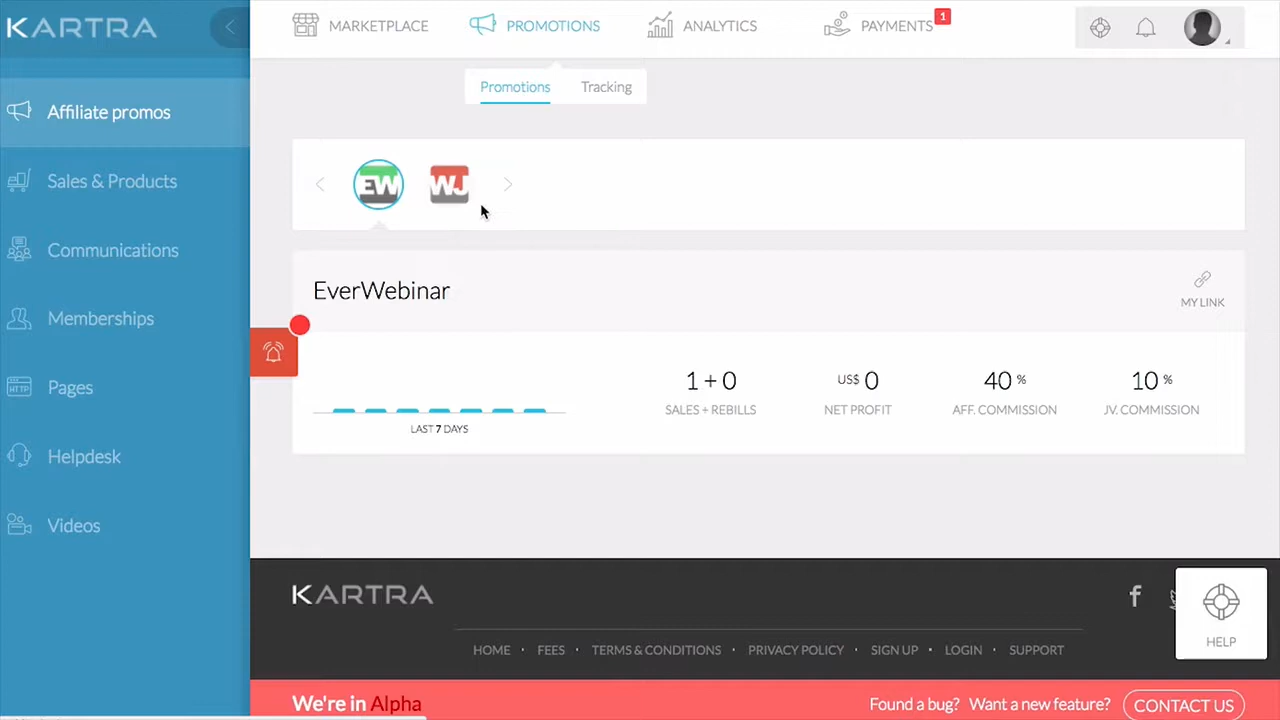 KARTRA
MARKETPLACE
PROMOTIONS
ANALYTICS
PAYMENTS
1
Promotions
Tracking
Affiliate promos
Sales & Products
Communications
Memberships
Pages
HTTP
Helpdesk
Videos
EW
WJ
EverWebinar
MY LINK
LAST 7 DAYS
1 + 0
SALES + REBILLS
US$ 0
NET PROFIT
40 %
AFF. COMMISSION
10 %
JV. COMMISSION
KARTRA
f
HELP
HOME · FEES · TERMS & CONDITIONS · PRIVACY POLICY · SIGN UP · LOGIN · SUPPORT
We're in Alpha
Found a bug? Want a new feature?
CONTACT US